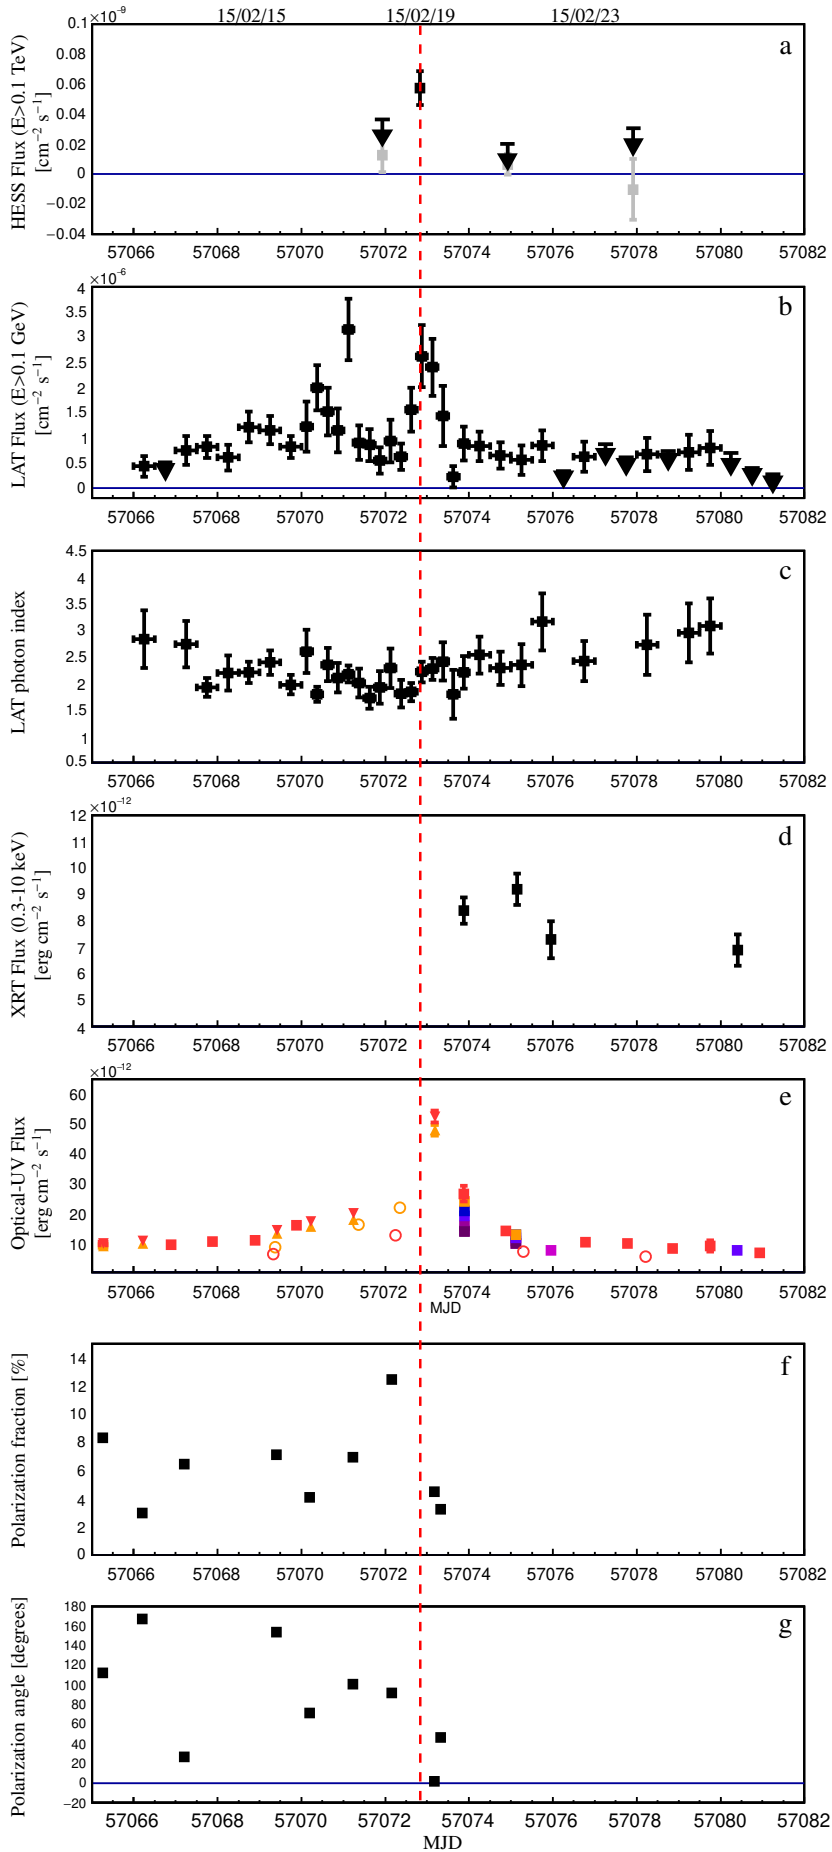 15/02/15 15/02/19 15/02/23
×10⁻⁹
a
HESS Flux (E>0.1 TeV)
[cm⁻² s⁻¹]
0.1
0.08
0.06
0.04
0.02
0
−0.02
−0.04
57066 57068 57070 57072 57074 57076 57078 57080 57082
×10⁻⁶
b
LAT Flux (E>0.1 GeV)
[cm⁻² s⁻¹]
4
3.5
3
2.5
2
1.5
1
0.5
0
57066 57068 57070 57072 57074 57076 57078 57080 57082
c
LAT photon index
4.5
4
3.5
3
2.5
2
1.5
1
0.5
57066 57068 57070 57072 57074 57076 57078 57080 57082
×10⁻¹²
d
XRT Flux (0.3-10 keV)
[erg cm⁻² s⁻¹]
12
11
10
9
8
7
6
5
4
57066 57068 57070 57072 57074 57076 57078 57080 57082
×10⁻¹²
e
Optical-UV Flux
[erg cm⁻² s⁻¹]
60
50
40
30
20
10
57066 57068 57070 57072 57074 57076 57078 57080 57082
MJD
f
Polarization fraction [%]
14
12
10
8
6
4
2
0
57066 57068 57070 57072 57074 57076 57078 57080 57082
g
Polarization angle [degrees]
180
160
140
120
100
80
60
40
20
0
−20
57066 57068 57070 57072 57074 57076 57078 57080 57082
MJD